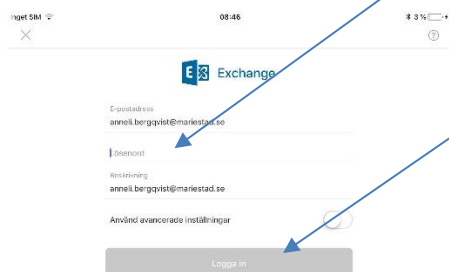 Inget SIM 08:46 3 %
Exchange
E-postadress
anneli.bergqvist@mariestad.se
Lösenord
Beskrivning
anneli.bergqvist@mariestad.se
Använd avancerade inställningar
Logga in